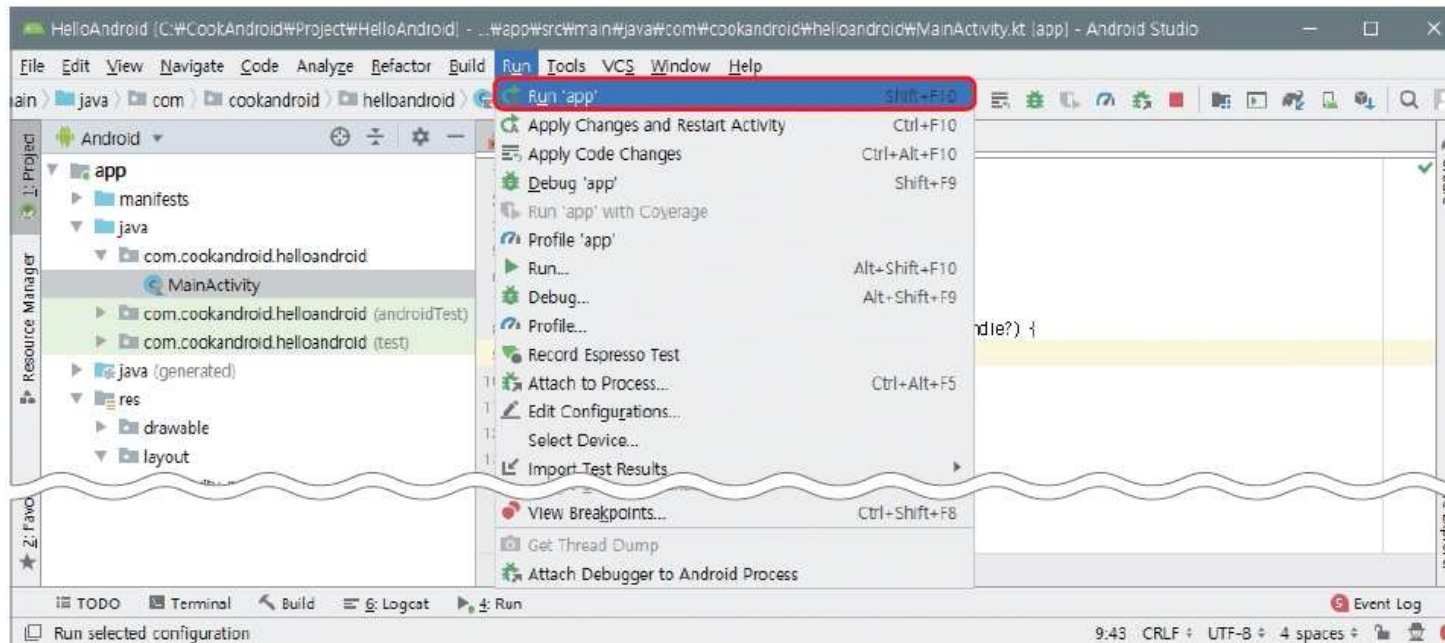 HelloAndroid [C:₩CookAndroid₩Project₩HelloAndroid] - ...₩app₩src₩main₩java₩com₩cookandroid₩helloandroid₩MainActivity.kt [app] - Android Studio
File Edit View Navigate Code Analyze Refactor Build Run Tools VCS Window Help
ain java com cookandroid helloandroid
Run 'app' Shift+F10
Android
Apply Changes and Restart Activity Ctrl+F10
1: Project
app
Apply Code Changes Ctrl+Alt+F10
manifests
Debug 'app' Shift+F9
java
Run 'app' with Coverage
com.cookandroid.helloandroid
Profile 'app'
MainActivity
Run... Alt+Shift+F10
Resource Manager
com.cookandroid.helloandroid (androidTest)
Debug... Alt+Shift+F9
com.cookandroid.helloandroid (test)
Profile...
ndle?) {
Record Espresso Test
java (generated)
Attach to Process... Ctrl+Alt+F5
res
Edit Configurations...
drawable
Select Device...
layout
Import Test Results
View Breakpoints... Ctrl+Shift+F8
2: Favo
Get Thread Dump
Attach Debugger to Android Process
TODO Terminal Build 6: Logcat 4: Run Event Log
Run selected configuration 9:43 CRLF UTF-8 4 spaces